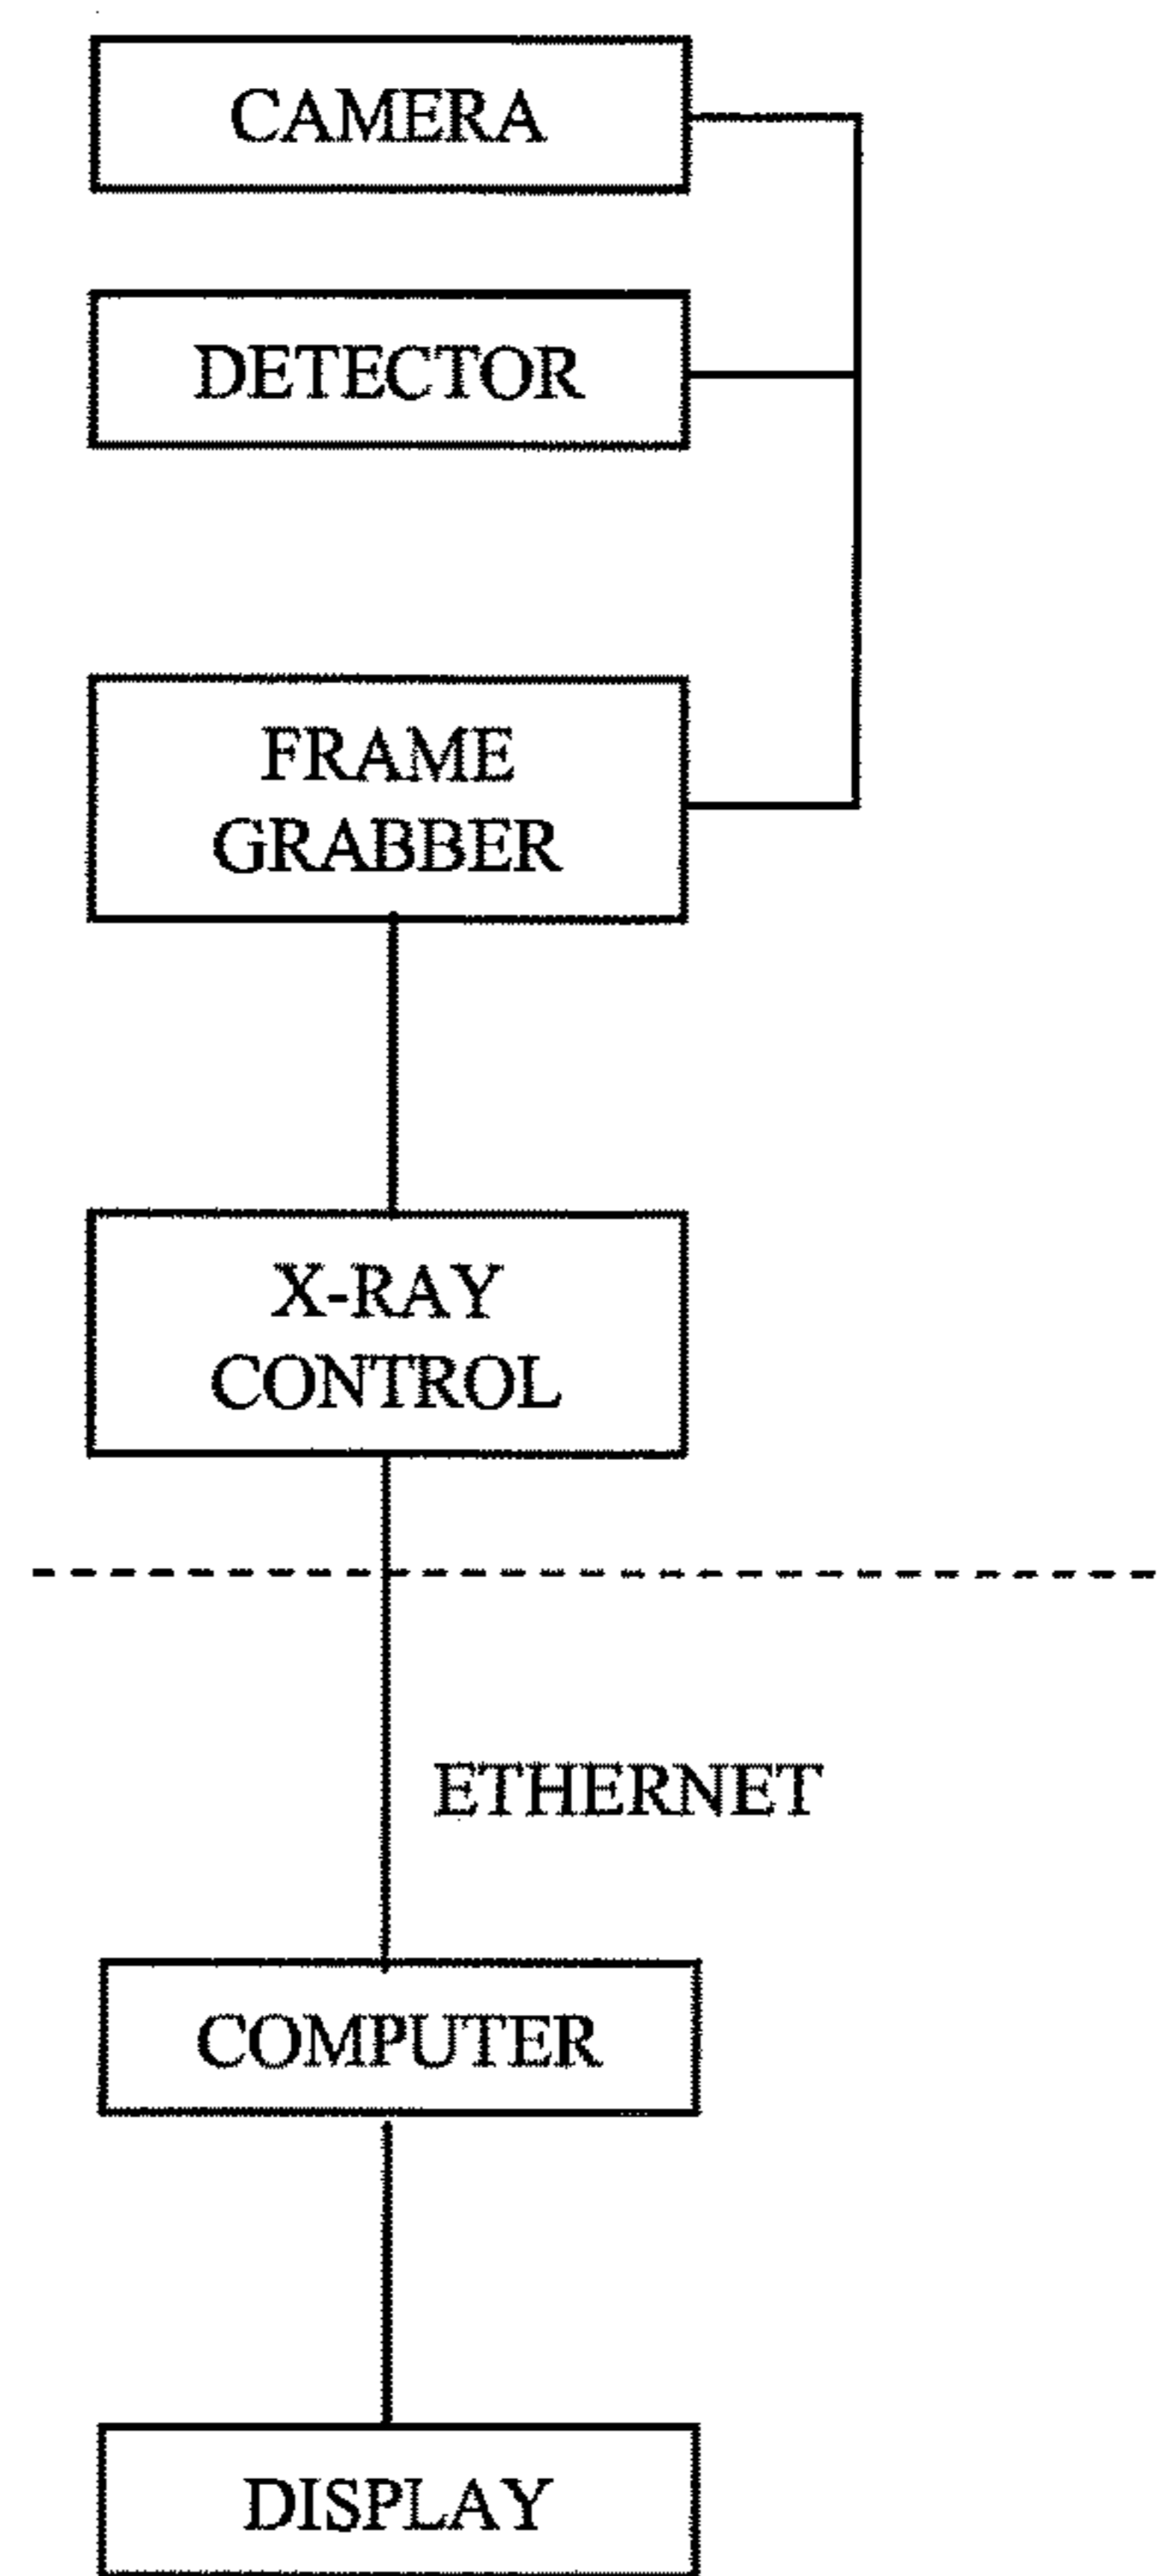 CAMERA
DETECTOR
FRAME
GRABBER
X-RAY
CONTROL
ETHERNET
COMPUTER
DISPLAY